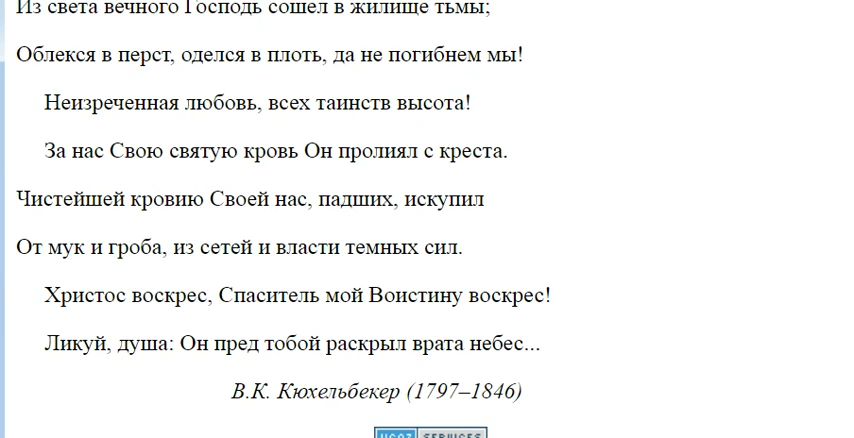 Из света вечного Господь сошел в жилище тьмы;
Облекся в перст, оделся в плоть, да не погибнем мы!
Неизреченная любовь, всех таинств высота!
За нас Свою святую кровь Он пролиял с креста.
Чистейшей кровию Своей нас, падших, искупил
От мук и гроба, из сетей и власти темных сил.
Христос воскрес, Спаситель мой Воистину воскрес!
Ликуй, душа: Он пред тобой раскрыл врата небес...
В.К. Кюхельбекер (1797–1846)
UCOZ SERVICES